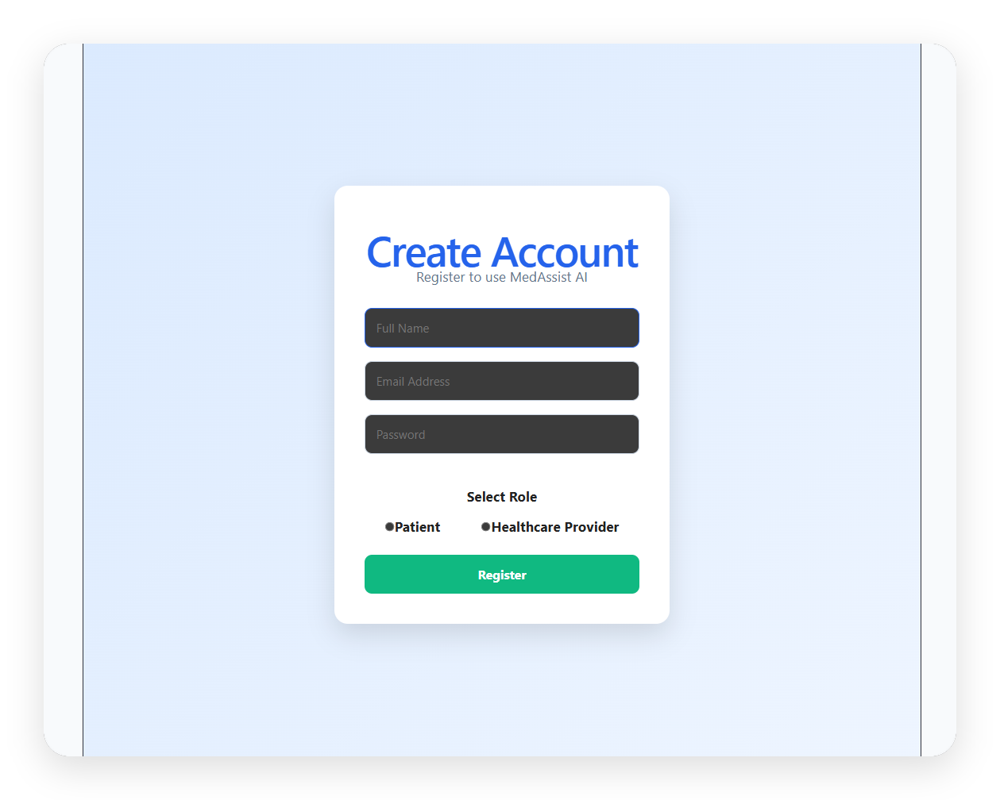 Create Account
Register to use MedAssist AI
Full Name
Email Address
Password
Select Role
Patient Healthcare Provider
Register